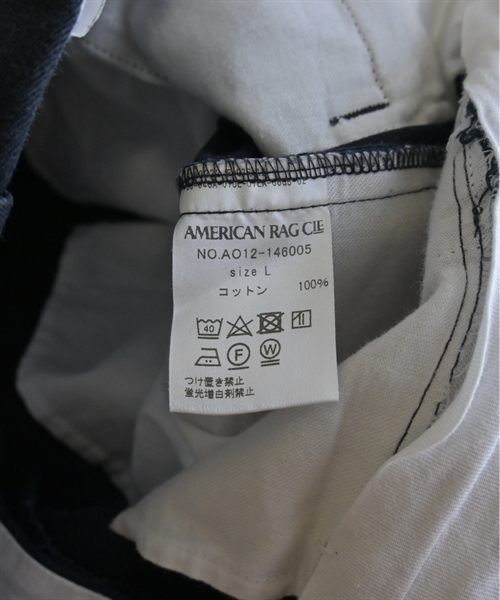 AMERICAN RAG CIE
NO.AO12-146005
size L
コットン 100%
40
F W
つけ置き禁止
蛍光増白剤禁止